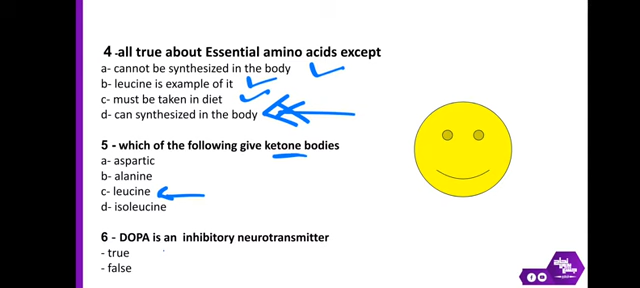 4 -all true about Essential amino acids except
a- cannot be synthesized in the body
b- leucine is example of it
c- must be taken in diet
d- can synthesized in the body
5 - which of the following give ketone bodies
a- aspartic
b- alanine
c- leucine
d- isoleucine
6 - DOPA is an inhibitory neurotransmitter
- true
- false